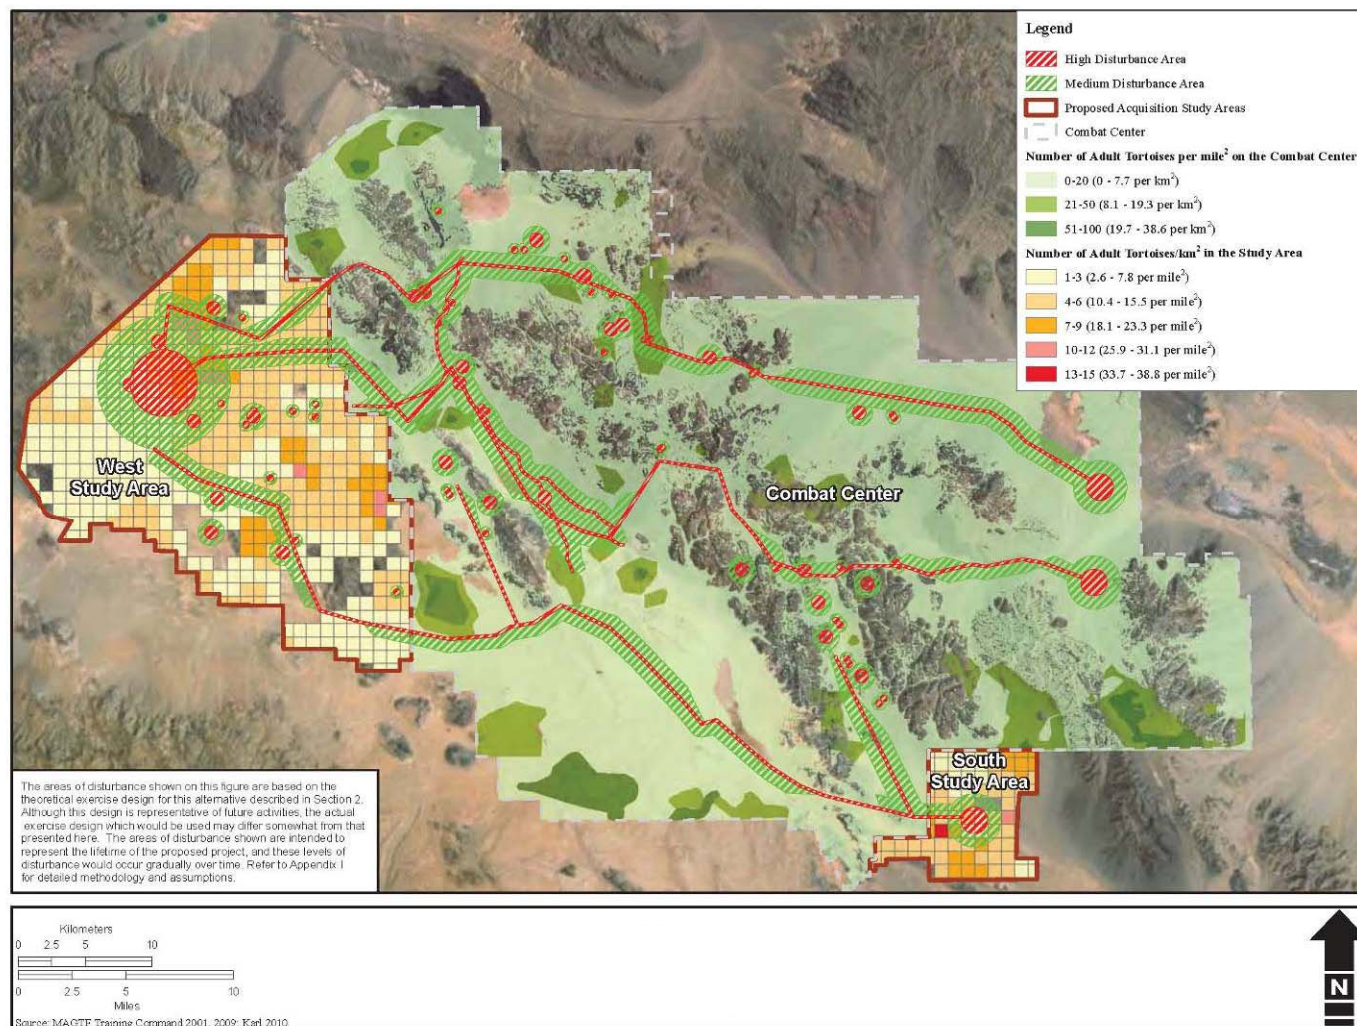 Legend
High Disturbance Area
Medium Disturbance Area
Proposed Acquisition Study Areas
Combat Center
Number of Adult Tortoises per mile² on the Combat Center
0-20 (0 - 7.7 per km²)
21-50 (8.1 - 19.3 per km²)
51-100 (19.7 - 38.6 per km²)
Number of Adult Tortoises/km² in the Study Area
1-3 (2.6 - 7.8 per mile²)
4-6 (10.4 - 15.5 per mile²)
7-9 (18.1 - 23.3 per mile²)
10-12 (25.9 - 31.1 per mile²)
13-15 (33.7 - 38.8 per mile²)
West
Study Area
Combat Center
South
Study Area
The areas of disturbance shown on this figure are based on the
theoretical exercise design for this alternative described in Section 2.
Although this design is representative of future activities, the actual
exercise design which would be used may differ somewhat from that
presented here. The areas of disturbance shown are intended to
represent the lifetime of the proposed project, and these levels of
disturbance would occur gradually over time. Refer to Appendix I
for detailed methodology and assumptions.
Kilometers
0 2.5 5 10
0 2.5 5 10
Miles
Source: MAGTF Training Command 2001, 2009; Karl 2010.
N